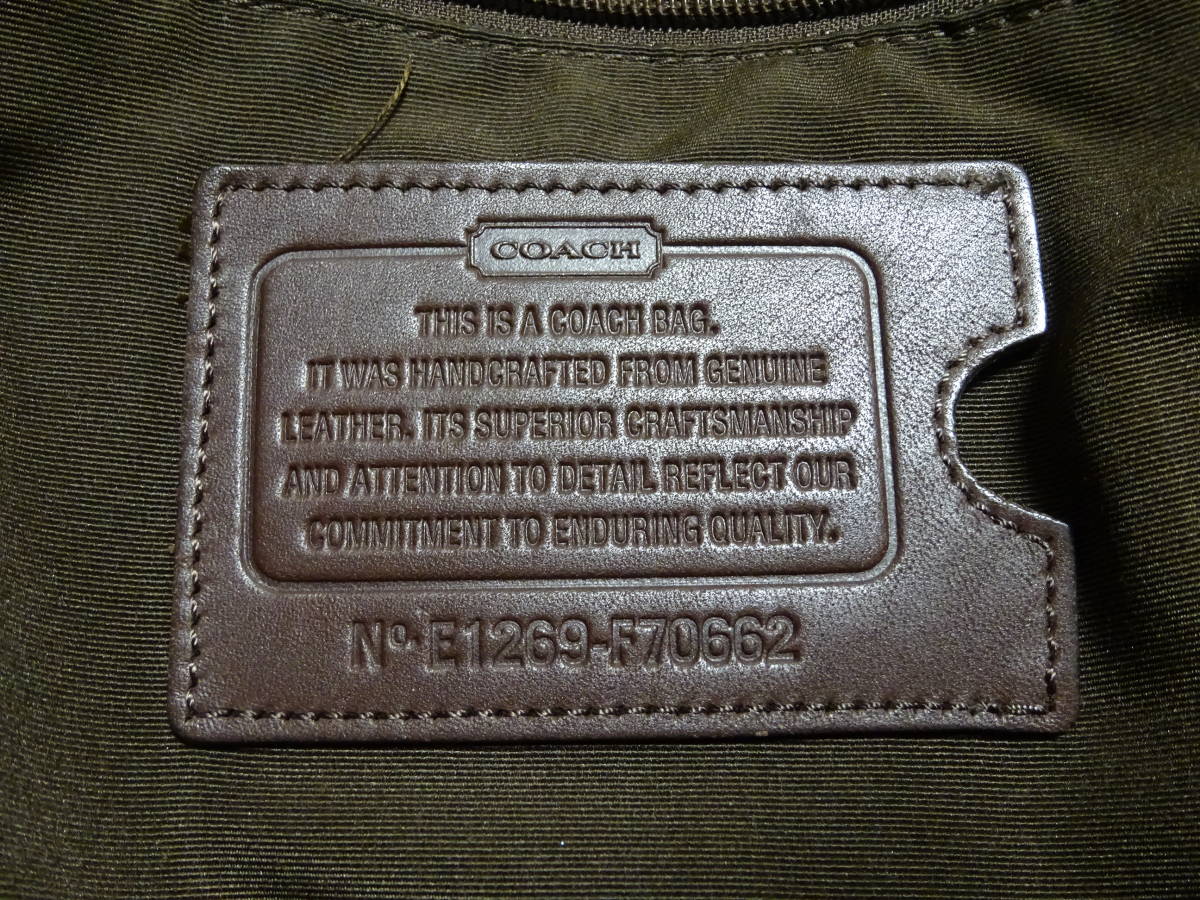 COACH
THIS IS A COACH BAG.
IT WAS HANDCRAFTED FROM GENUINE
LEATHER. ITS SUPERIOR CRAFTSMANSHIP
AND ATTENTION TO DETAIL REFLECT OUR
COMMITMENT TO ENDURING QUALITY.
Nº E1269-F70662